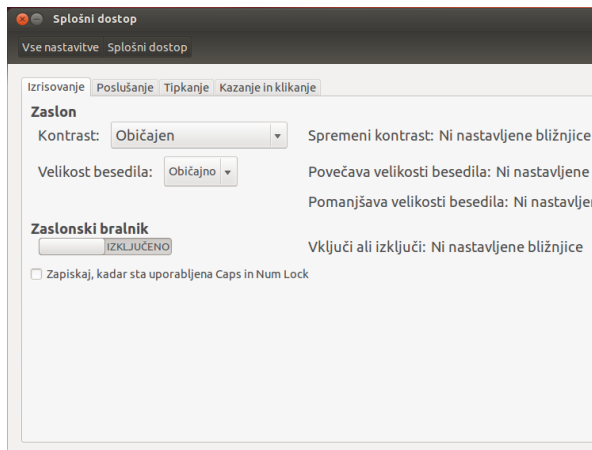 Splošni dostop
Vse nastavitve Splošni dostop
Izrisovanje Poslušanje Tipkanje Kazanje in klikanje
Zaslon
Kontrast: Običajen Spremeni kontrast: Ni nastavljene bližnjice
Velikost besedila: Običajno Povečava velikosti besedila: Ni nastavljene
Pomanjšava velikosti besedila: Ni
Zaslonski bralnik
IZKLJUČENO Vključi ali izključi: Ni nastavljene bližnjice
Zapiskaj, kadar sta uporabljena Caps in Num Lock